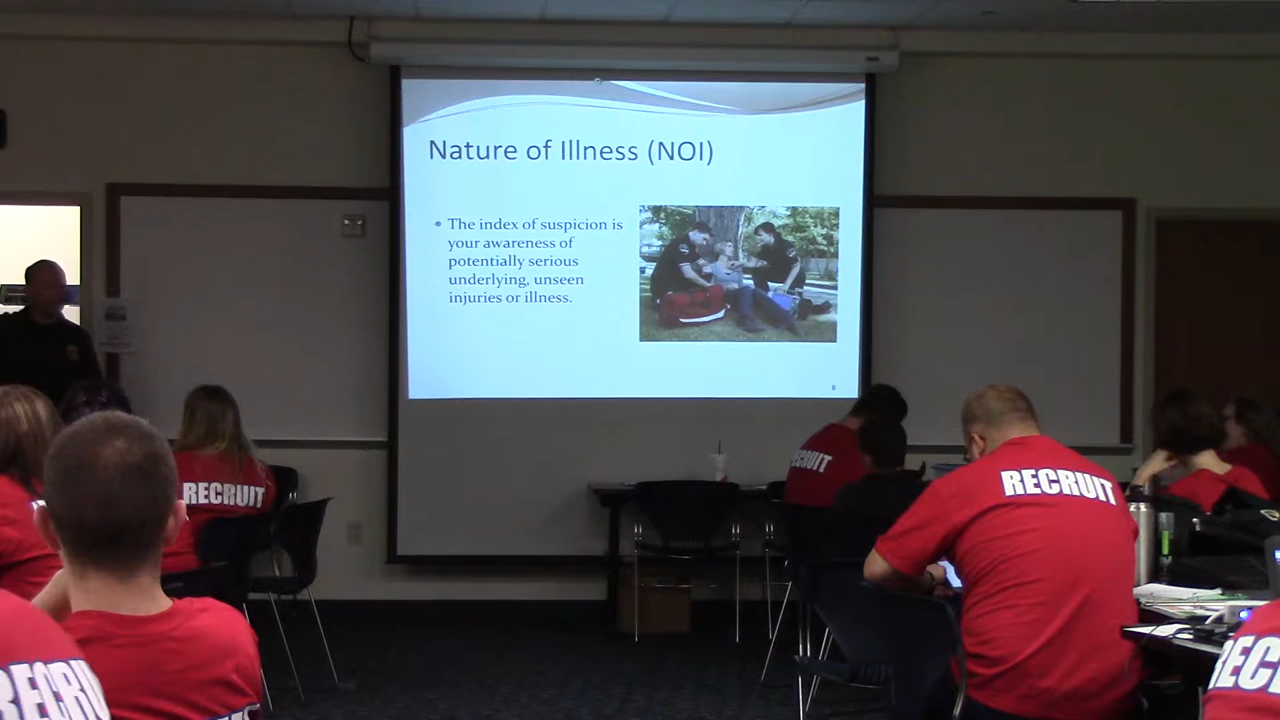 Nature of Illness (NOI)
• The index of suspicion is
your awareness of
potentially serious
underlying, unseen
injuries or illness.
8
RECRUIT
RECRUIT
RECRUIT
RECRUIT